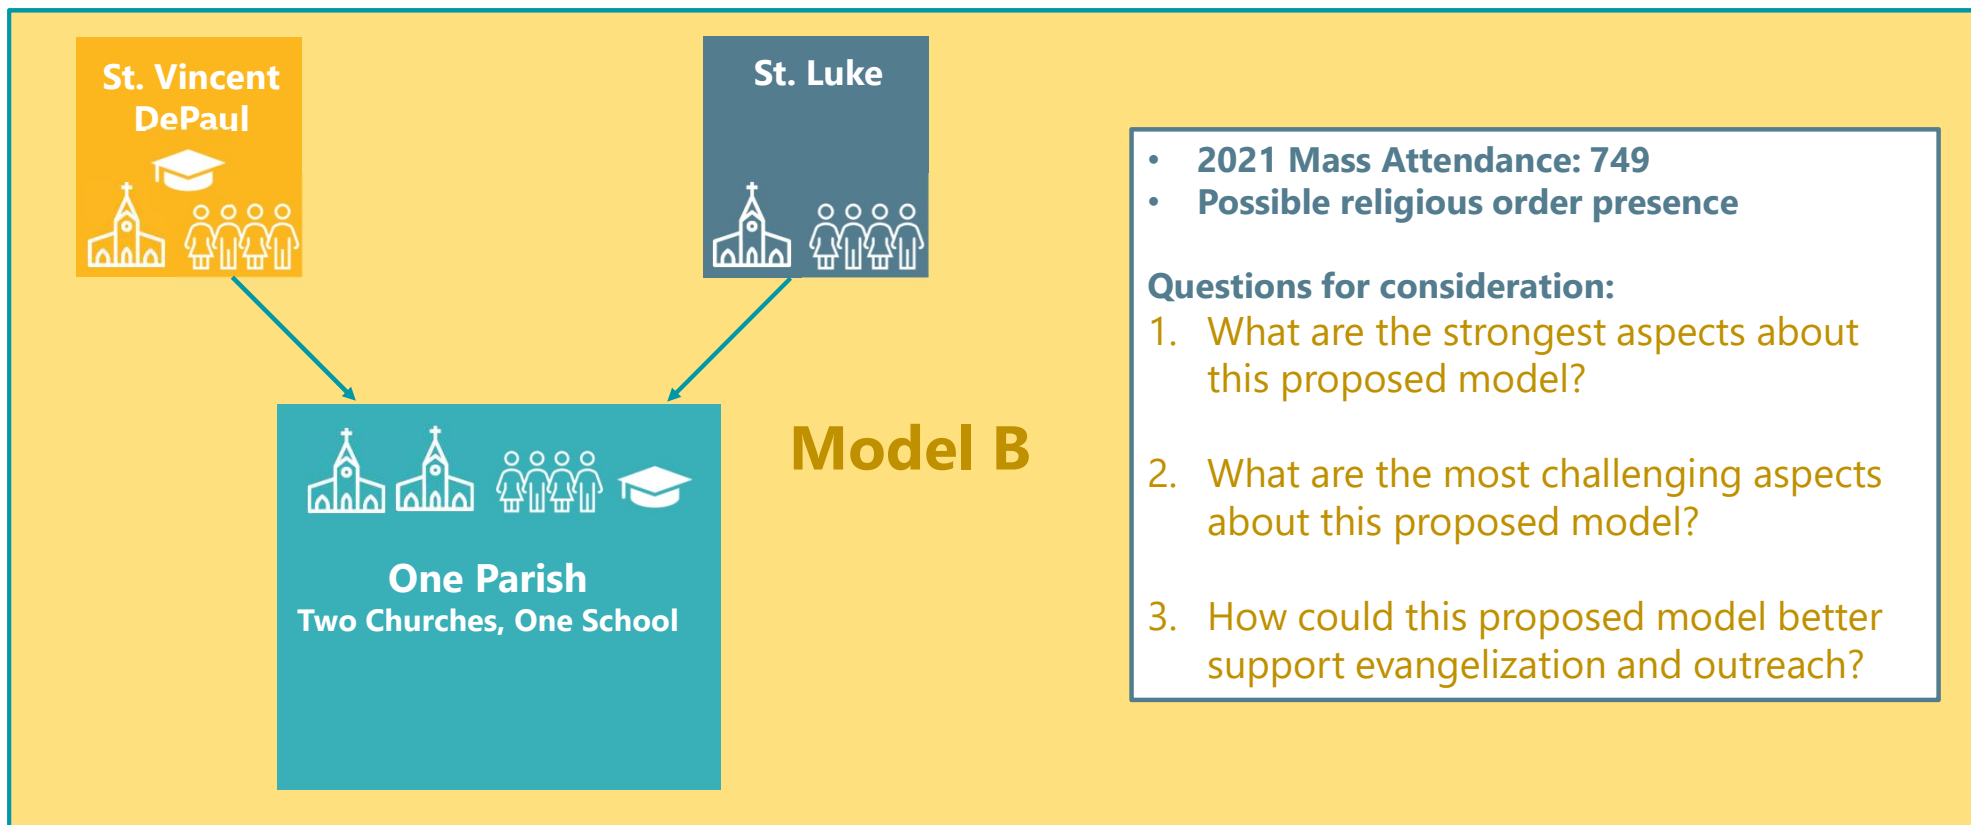 St. Vincent
DePaul
St. Luke
One Parish
Two Churches, One School
Model B
• 2021 Mass Attendance: 749
• Possible religious order presence
Questions for consideration:
1. What are the strongest aspects about
this proposed model?
2. What are the most challenging aspects
about this proposed model?
3. How could this proposed model better
support evangelization and outreach?